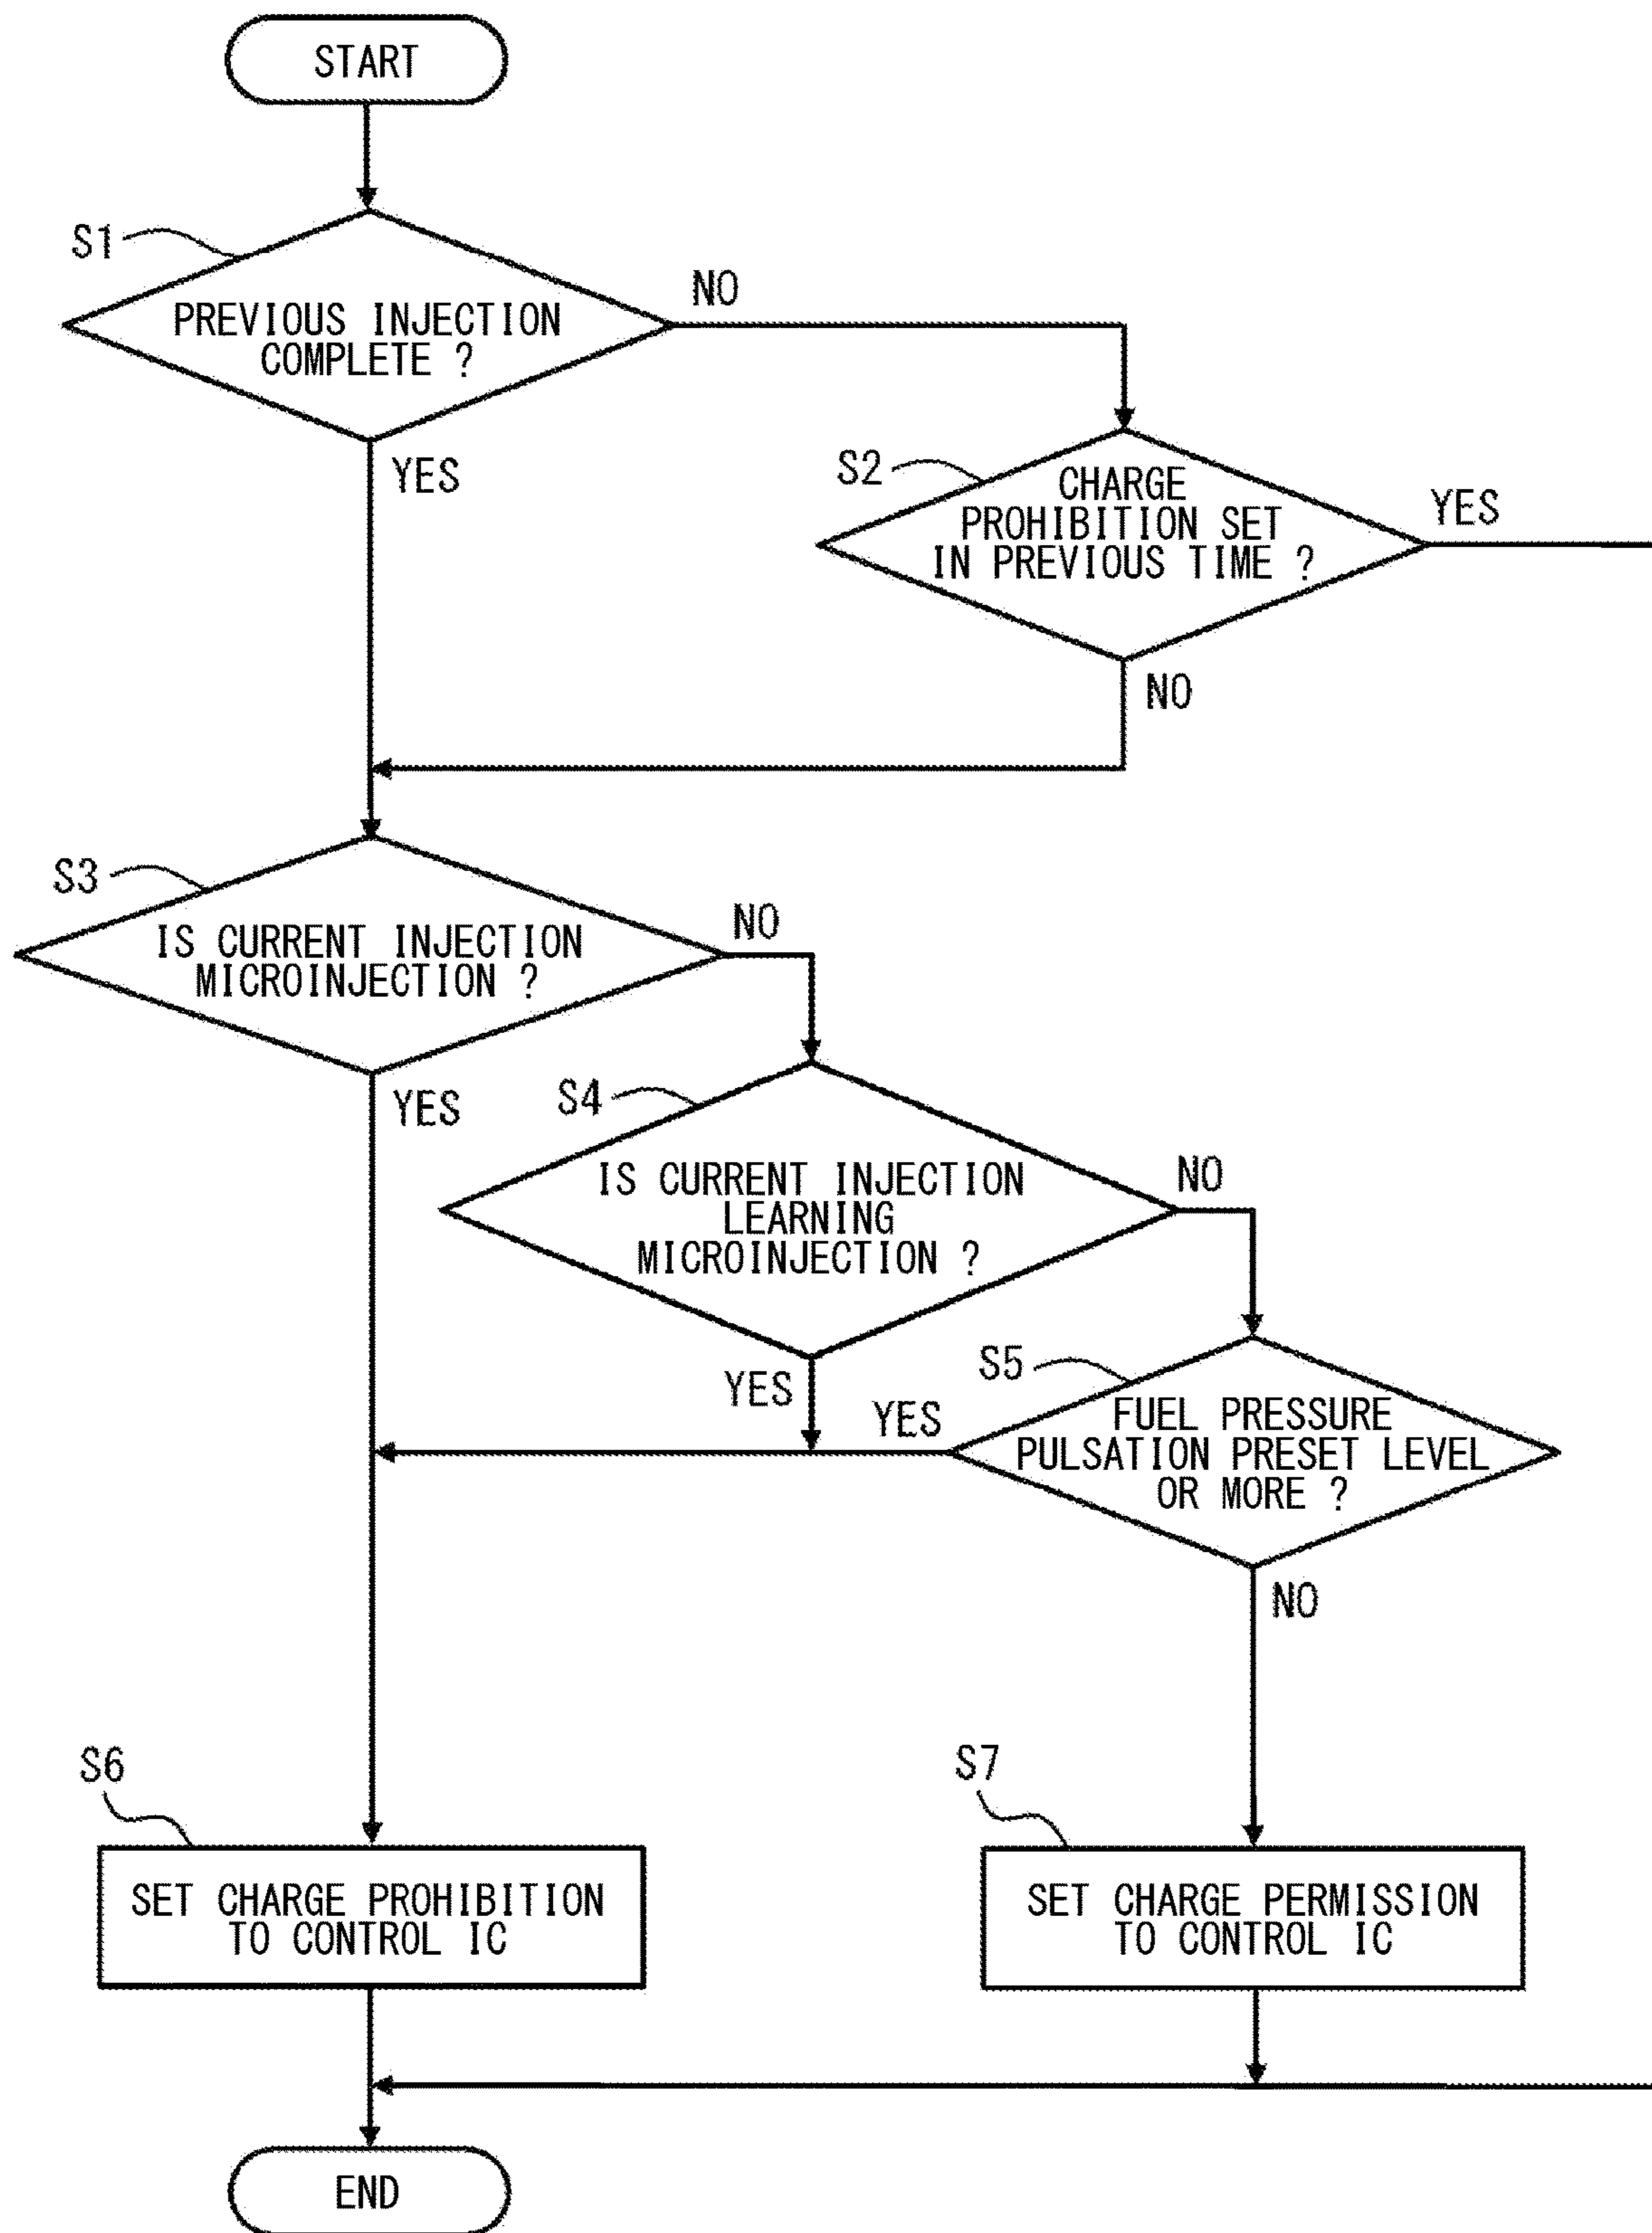 START
S1
PREVIOUS INJECTION
COMPLETE ?
NO
YES
S2
CHARGE
PROHIBITION SET
IN PREVIOUS TIME ?
YES
NO
S3
IS CURRENT INJECTION
MICROINJECTION ?
NO
YES
S4
IS CURRENT INJECTION
LEARNING
MICROINJECTION ?
NO
YES
S5
FUEL PRESSURE
PULSATION PRESET LEVEL
OR MORE ?
YES
NO
S6
SET CHARGE PROHIBITION
TO CONTROL IC
S7
SET CHARGE PERMISSION
TO CONTROL IC
END